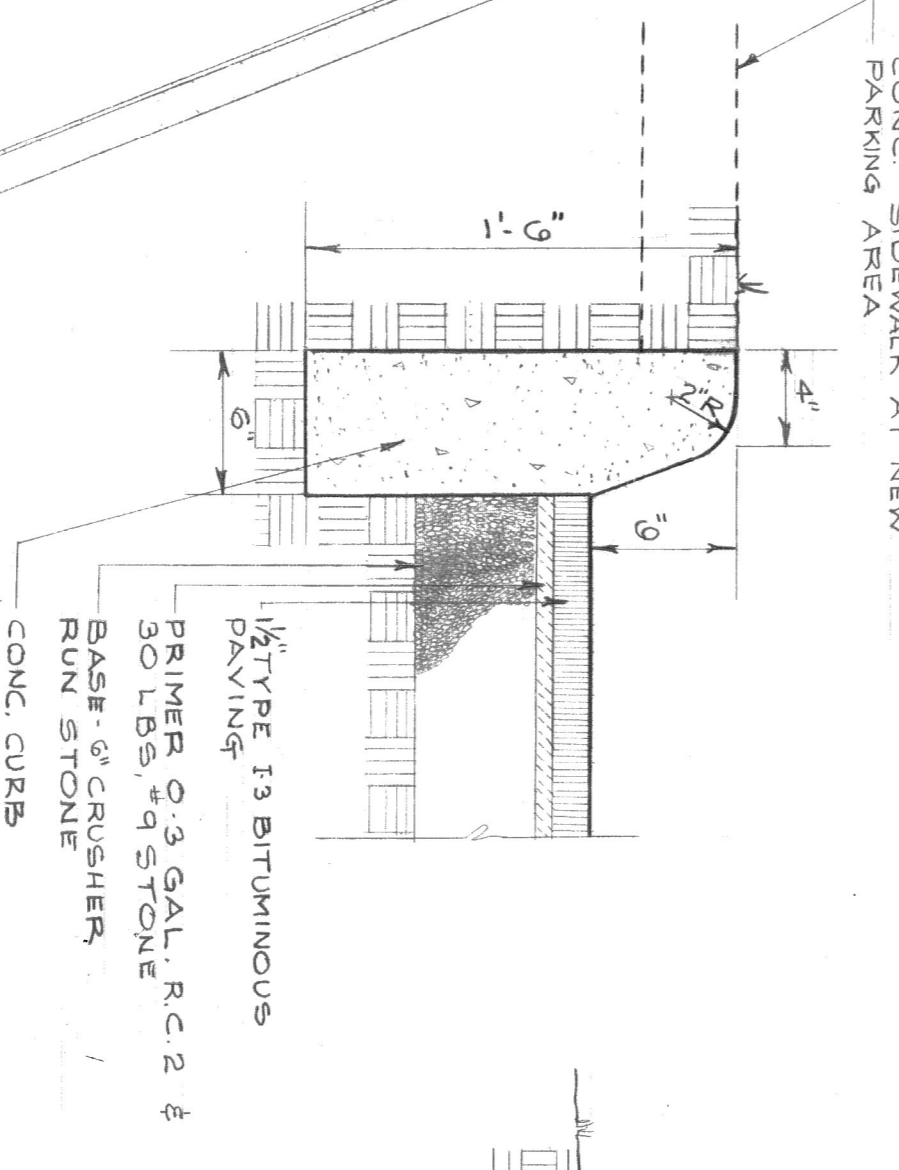 CONC. SIDEWALK AT NEW
PARKING AREA
1'-6"
4"
2"R
6"
6"
1½" TYPE I-3 BITUMINOUS
PAVING
PRIMER 0.3 GAL. R.C. 2 &
30 LBS, #9 STONE
BASE - 6" CRUSHER
RUN STONE
CONC. CURB